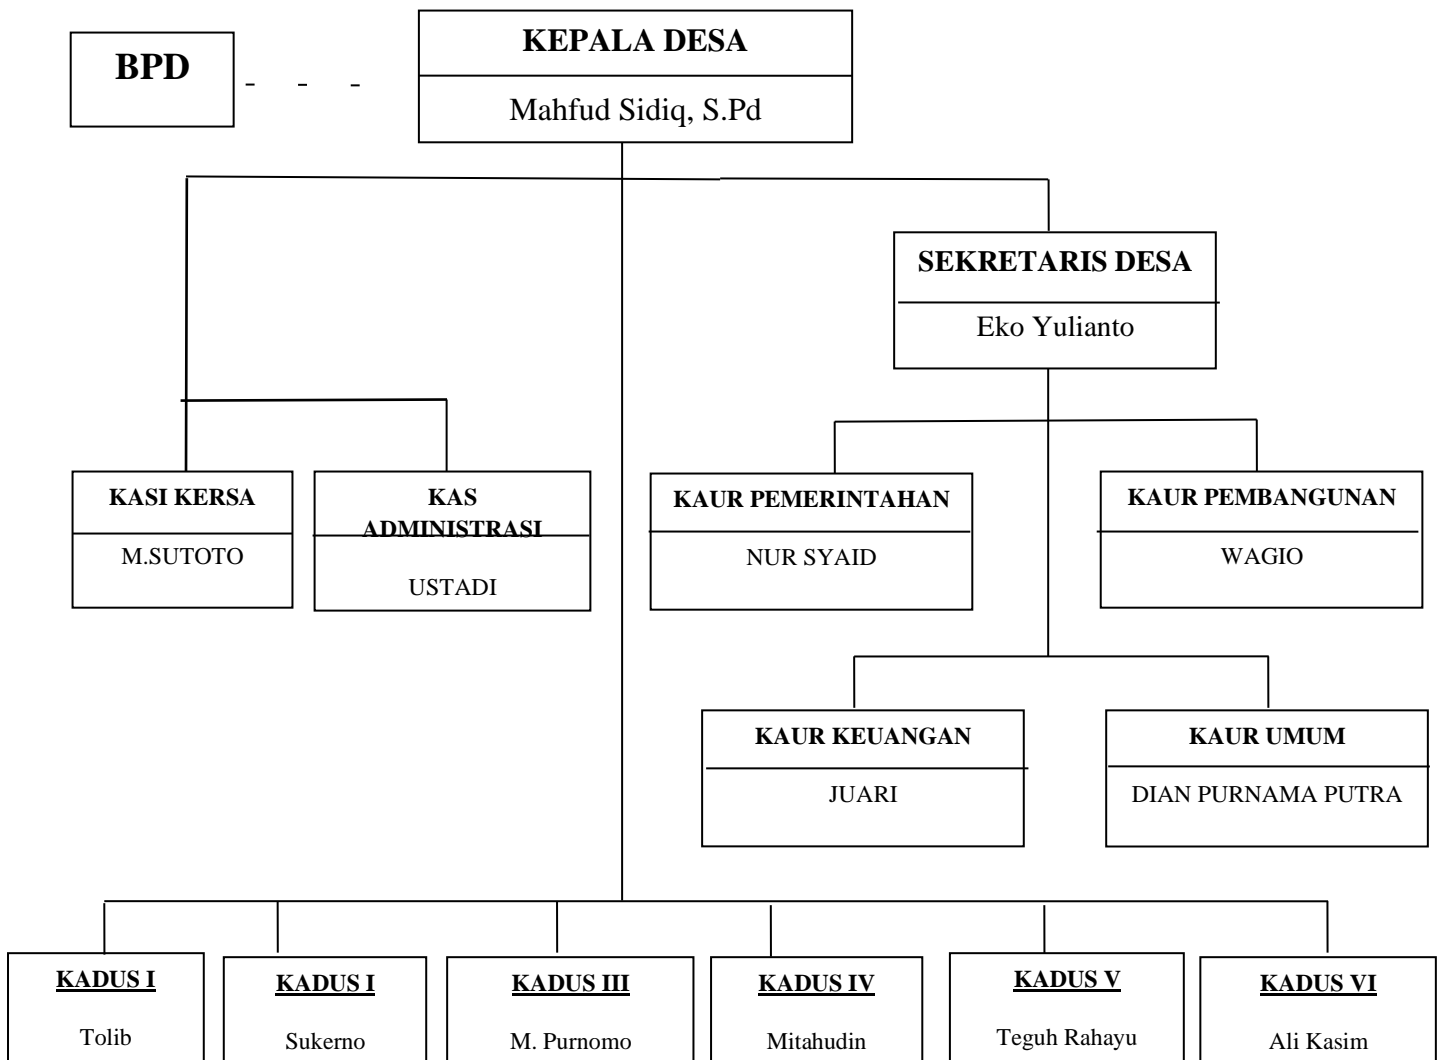 BPD
- - -
KEPALA DESA
Mahfud Sidiq, S.Pd
SEKRETARIS DESA
Eko Yulianto
KASI KERSA
M.SUTOTO
KAS
ADMINISTRASI
USTADI
KAUR PEMERINTAHAN
NUR SYAID
KAUR PEMBANGUNAN
WAGIO
KAUR KEUANGAN
JUARI
KAUR UMUM
DIAN PURNAMA PUTRA
KADUS I
Tolib
KADUS I
Sukerno
KADUS III
M. Purnomo
KADUS IV
Mitahudin
KADUS V
Teguh Rahayu
KADUS VI
Ali Kasim